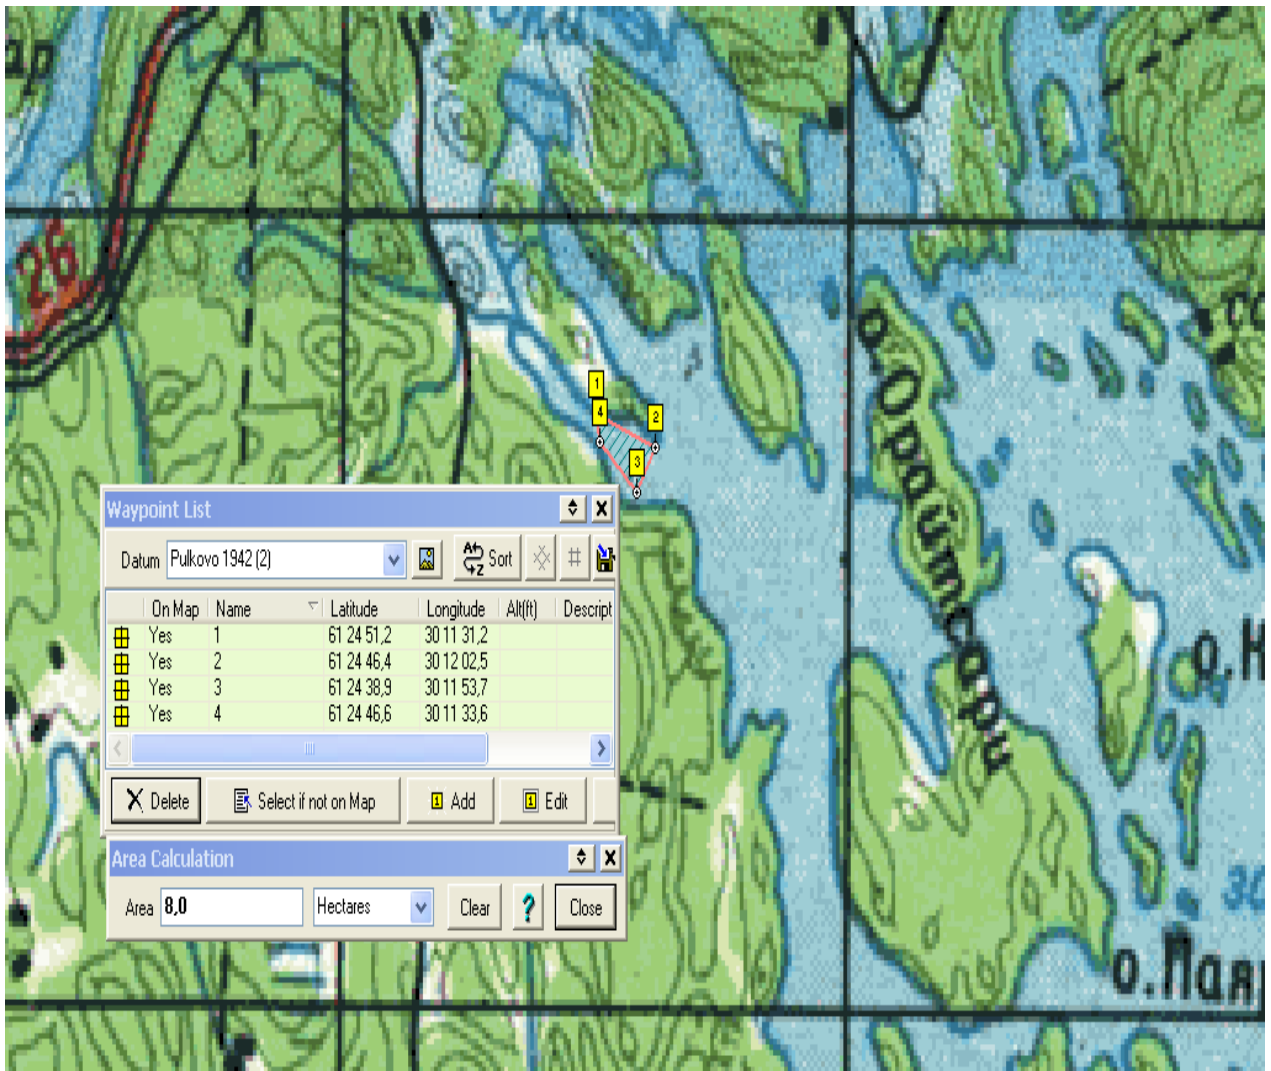 26
1
4
2
3
о.Орайтсари
Waypoint List
Datum Pulkovo 1942 (2) Sort
On Map Name Latitude Longitude Alt(ft) Descript
Yes 1 61 24 51,2 30 11 31,2
Yes 2 61 24 46,4 30 12 02,5
Yes 3 61 24 38,9 30 11 53,7
Yes 4 61 24 46,6 30 11 33,6
Delete Select if not on Map Add Edit
Area Calculation
Area 8,0 Hectares Clear ? Close